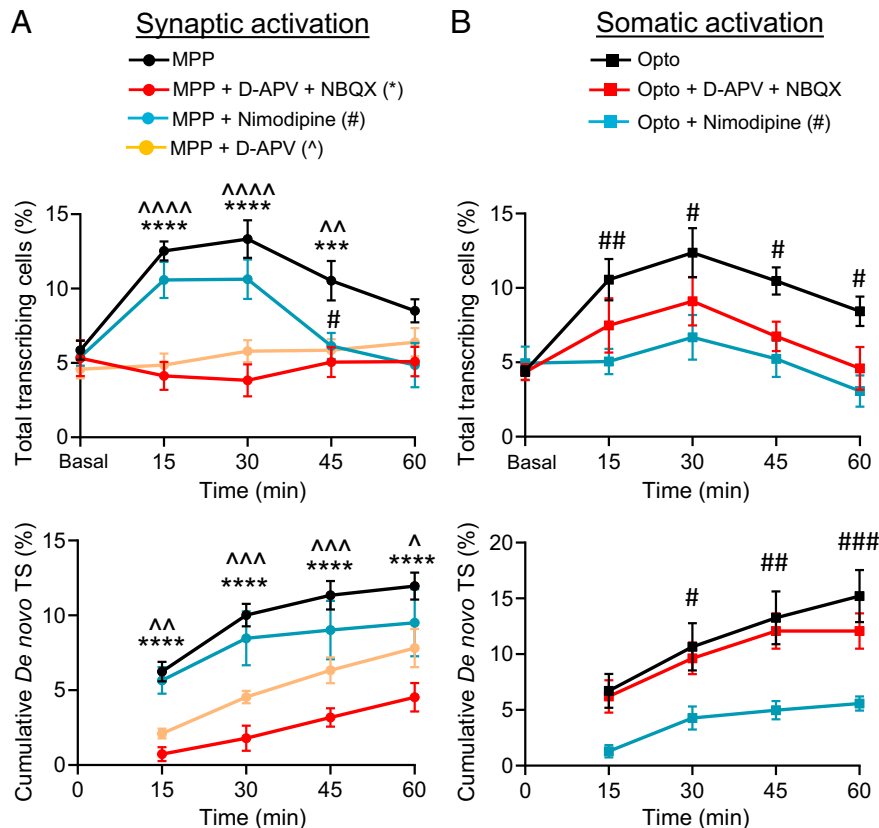 A
Synaptic activation
MPP
MPP + D-APV + NBQX (*)
MPP + Nimodipine (#)
MPP + D-APV (^)
Total transcribing cells (%)
15
10
5
0
^^^^
****
^^^^
****
^^
***
#
Basal
15
30
45
60
Time (min)
Cumulative De novo TS (%)
15
10
5
0
^^
****
^^^
****
^^^
****
^
****
0
15
30
45
60
Time (min)
B
Somatic activation
Opto
Opto + D-APV + NBQX
Opto + Nimodipine (#)
Total transcribing cells (%)
15
10
5
0
##
#
#
#
Basal
15
30
45
60
Time (min)
Cumulative De novo TS (%)
20
15
10
5
0
#
##
###
0
15
30
45
60
Time (min)